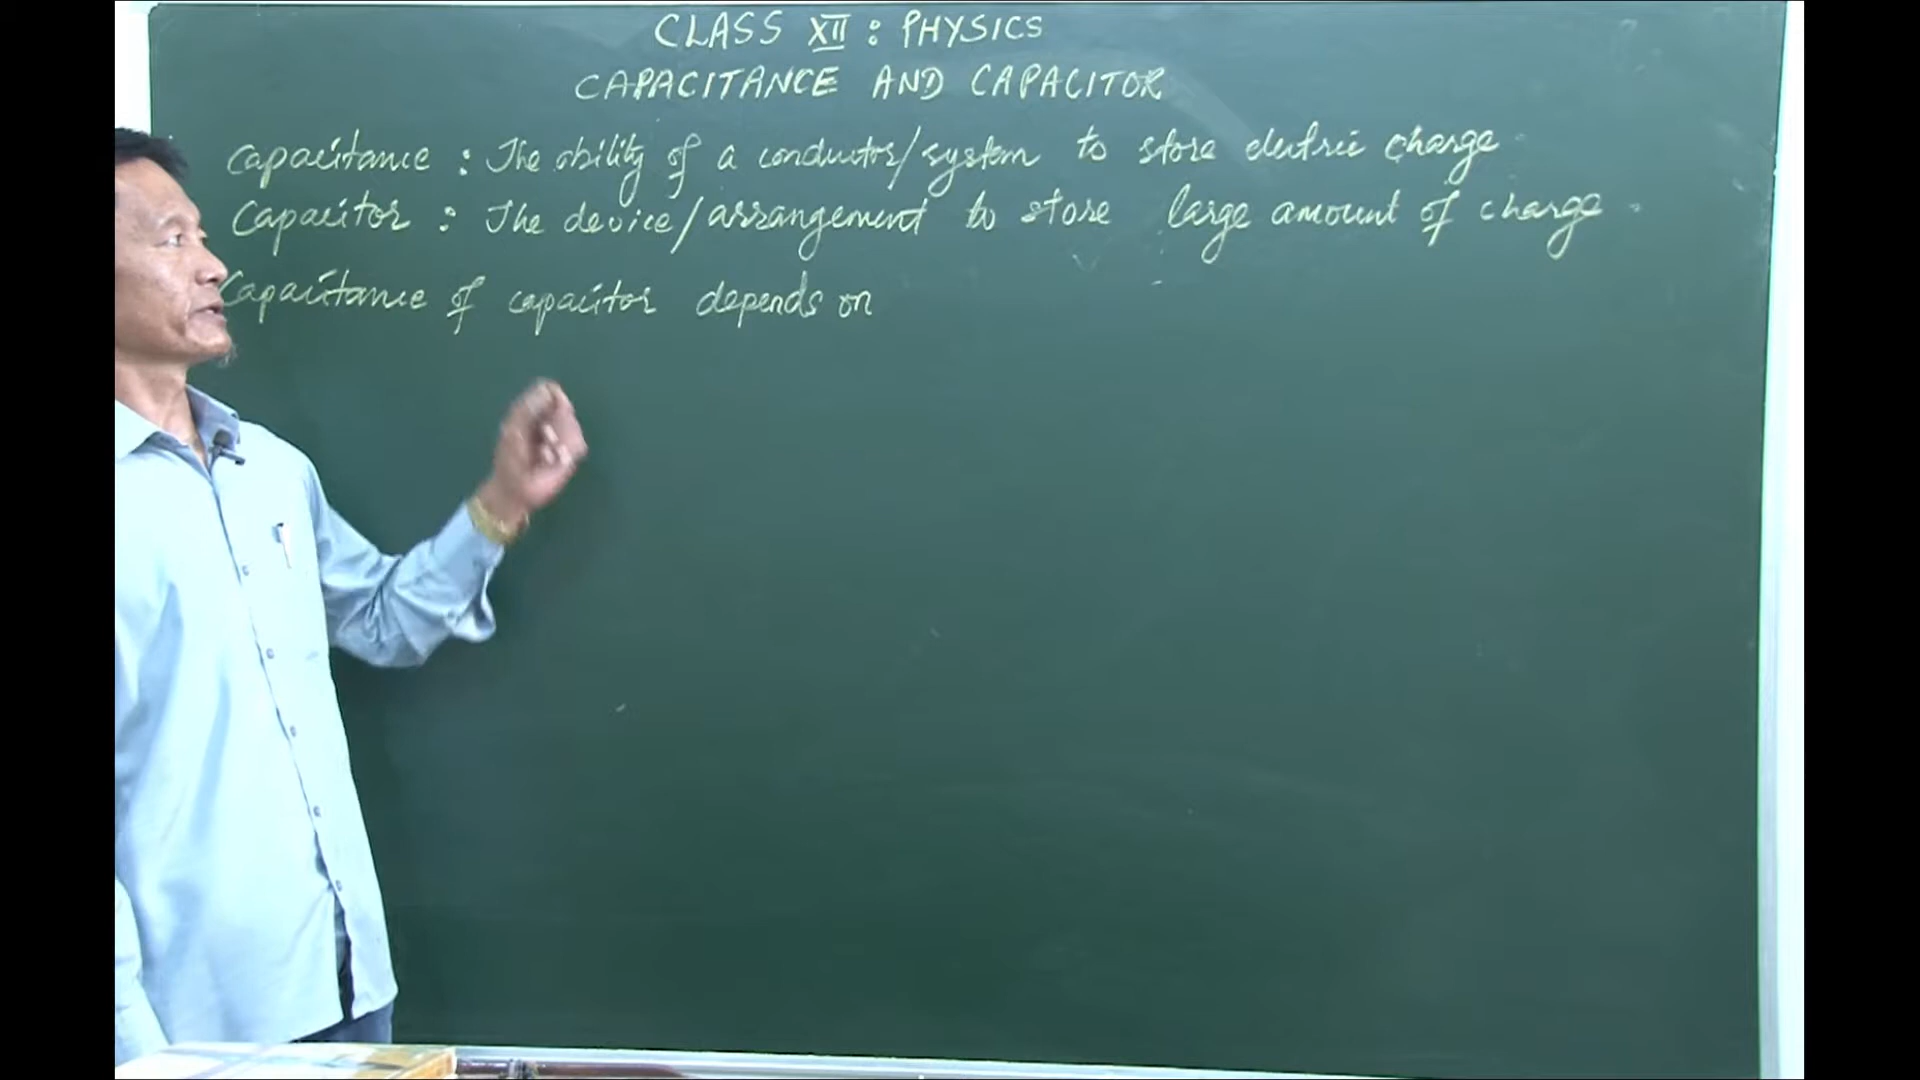 CLASS XII : PHYSICS
CAPACITANCE AND CAPACITOR
Capacitance : The ability of a conductor/system to store electric charge
Capacitor : The device/arrangement to store large amount of charge.
Capacitance of capacitor depends on